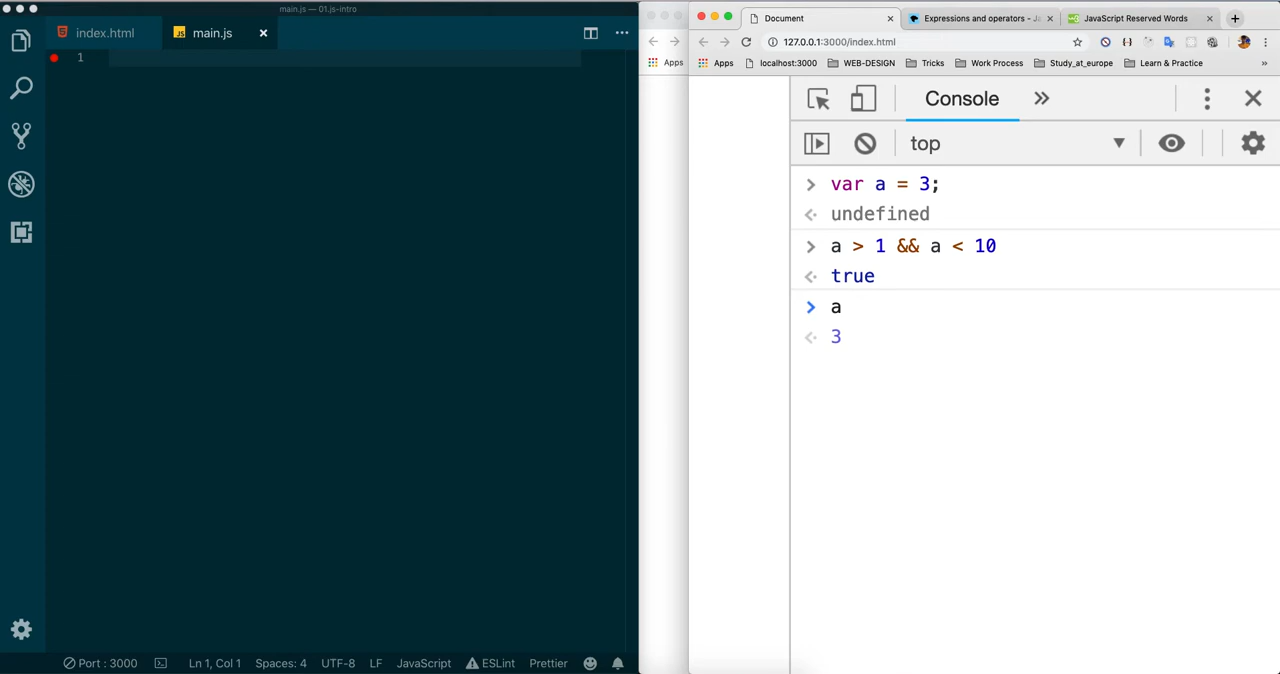 main.js — 01.js-intro
index.html
JS main.js ×
1
Port : 3000
Ln 1, Col 1
Spaces: 4
UTF-8
LF
JavaScript
ESLint
Prettier
Apps
Document
Expressions and operators - Ja
JavaScript Reserved Words
127.0.0.1:3000/index.html
Apps
localhost:3000
WEB-DESIGN
Tricks
Work Process
Study_at_europe
Learn & Practice
»
Console
top
> var a = 3;
undefined
> a > 1 && a < 10
true
> a
3